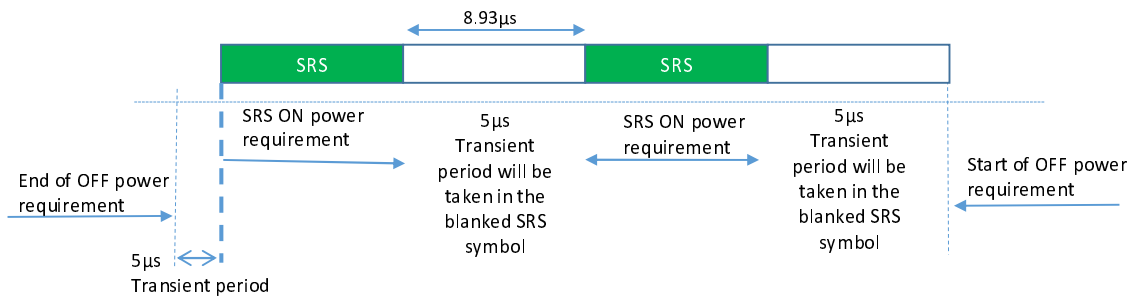 8.93µs
SRS
SRS
SRS ON power
requirement
5µs
Transient
period will be
taken in the
blanked SRS
symbol
SRS ON power
requirement
5µs
Transient
period will be
taken in the
blanked SRS
symbol
End of OFF power
requirement
Start of OFF power
requirement
5µs
Transient period